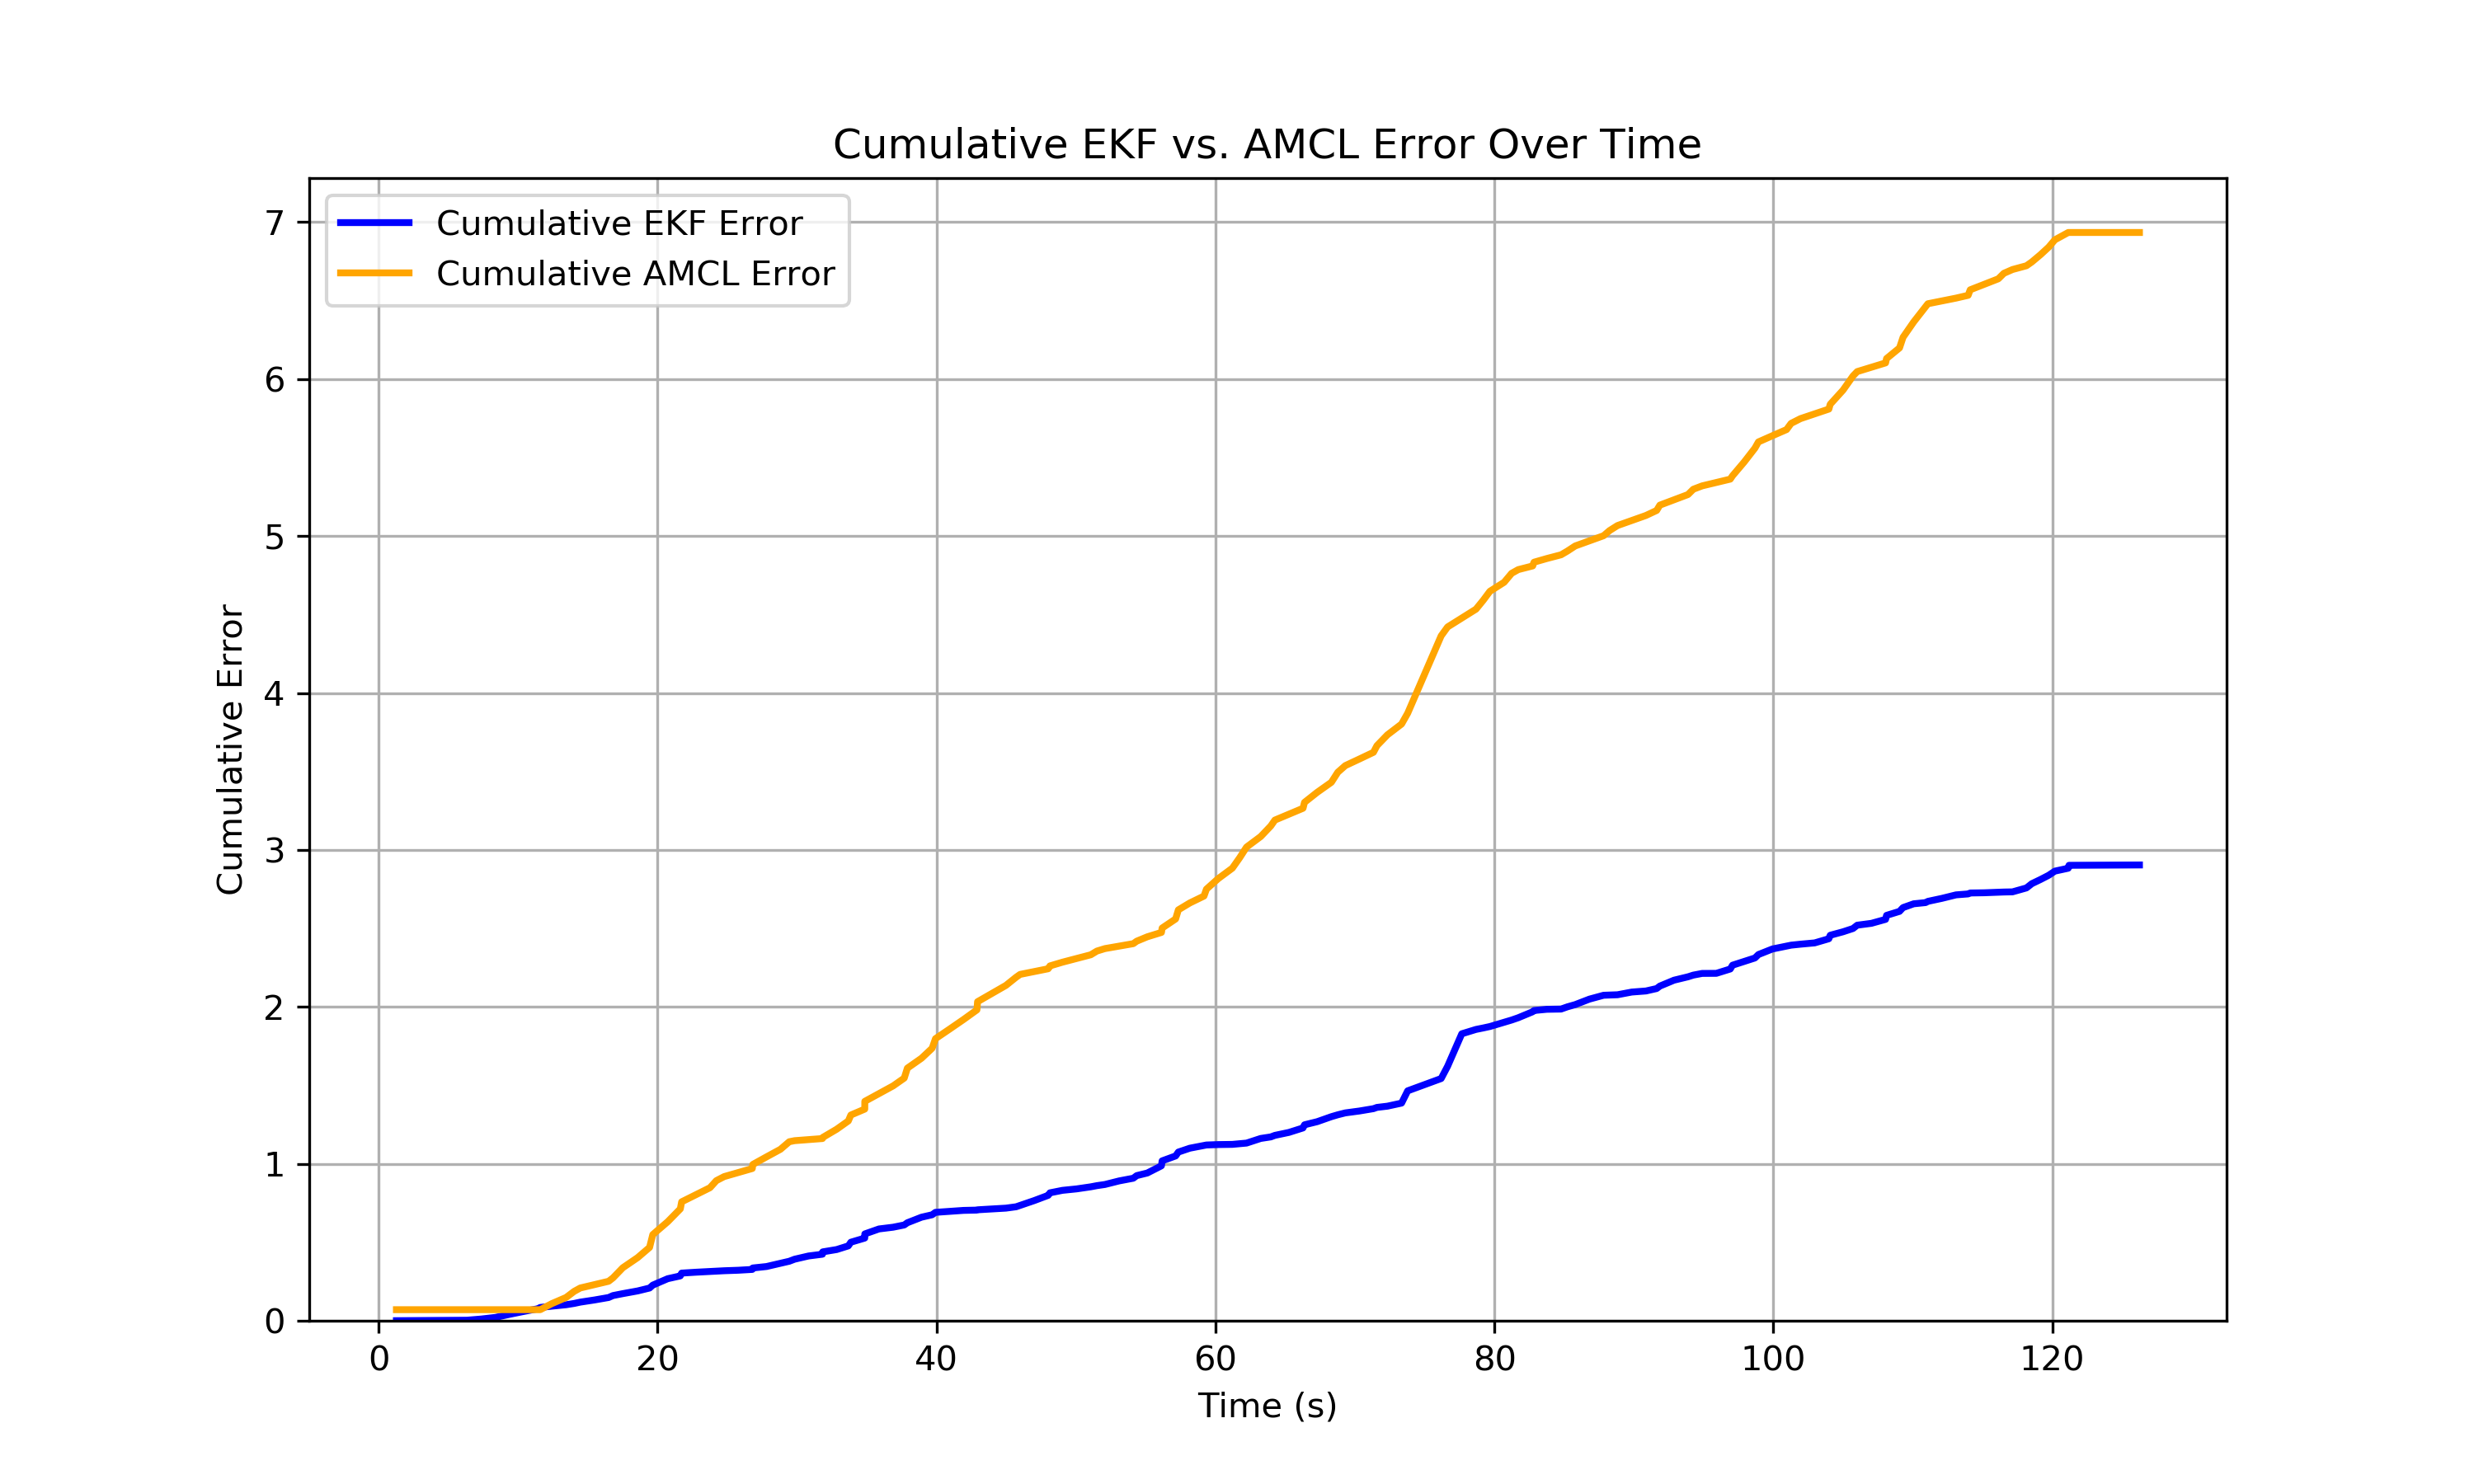 Cumulative EKF vs. AMCL Error Over Time
Cumulative EKF Error
Cumulative AMCL Error
7
6
5
4
3
2
1
0
Cumulative Error
0 20 40 60 80 100 120
Time (s)